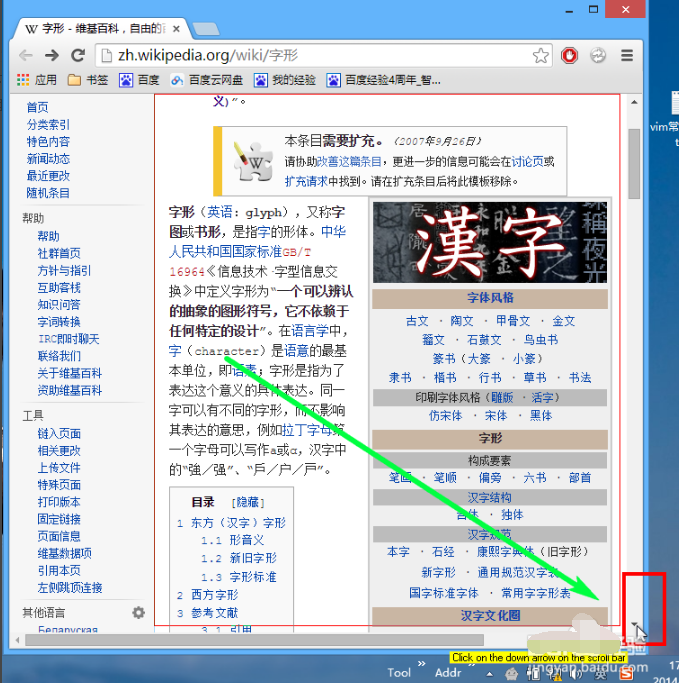 字形 - 维基百科，自由的
zh.wikipedia.org/wiki/字形
应用 书签 百度 百度云网盘 我的经验 百度经验4周年_智...
首页
分类索引
特色内容
新闻动态
最近更改
随机条目
帮助
帮助
社群首页
方针与指引
互助客栈
知识问答
字词转换
IRC即时聊天
联络我们
关于维基百科
资助维基百科
工具
链入页面
相关更改
上传文件
特殊页面
打印版本
固定链接
页面信息
维基数据项
引用本页
左侧跳项连接
其他语言
Беларуская
义)”。
本条目需要扩充。 (2007年9月26日)
请协助改善这篇条目，更进一步的信息可能会在讨论页或
扩充请求中找到。请在扩充条目后将此模板移除。
字形（英语：glyph），又称字
图或书形，是指字的形体。中华
人民共和国国家标准GB/T
16964《信息技术·字型信息交
换》中定义字形为“一个可以辨认
的抽象的图形符号，它不依赖于
任何特定的设计”。在语言学中，
字（character）是语意的最基
本单位，即语素；字形是指为了
表达这个意义的具体表达。同一
字可以有不同的字形，而不影响
其表达的意思，例如拉丁字母第
一个字母可以写作a或ɑ，汉字中
的“強／强”、“戶／户／戸”。
目录 [隐藏]
1 东方（汉字）字形
1.1 形音义
1.2 新旧字形
1.3 字形标准
2 西方字形
3 参考文献
3.1 引用
漢字
字体风格
古文 · 陶文 · 甲骨文 · 金文
籀文 · 石鼓文 · 鸟虫书
篆书（大篆 · 小篆）
隶书 · 楷书 · 行书 · 草书 · 书法
印刷字体风格（雕版 · 活字）
仿宋体 · 宋体 · 黑体
字形
构成要素
笔画 · 笔顺 · 偏旁 · 六书 · 部首
汉字结构
合体 · 独体
汉字规范
本字 · 石经 · 康熙字典体（旧字形）
新字形 · 通用规范汉字表
国字标准字体 · 常用字字形表
汉字文化圈
Click on the down arrow on the scroll bar
jingyan.baidu.com
Tool Addr 英
2014